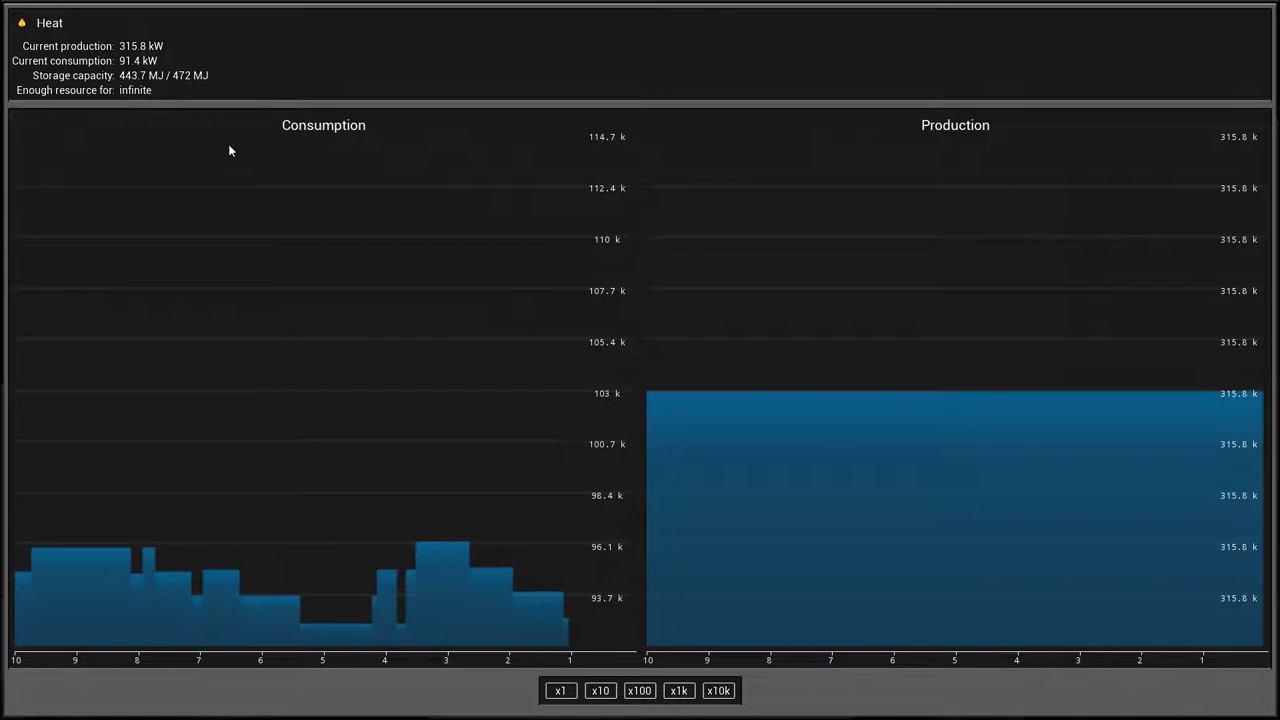 Heat
Current production: 315.8 kW
Current consumption: 91.4 kW
Storage capacity: 443.7 MJ / 472 MJ
Enough resource for: infinite
Consumption
114.7 k
112.4 k
110 k
107.7 k
105.4 k
103 k
100.7 k
98.4 k
96.1 k
93.7 k
10 9 8 7 6 5 4 3 2 1
Production
315.8 k
315.8 k
315.8 k
315.8 k
315.8 k
315.8 k
315.8 k
315.8 k
315.8 k
315.8 k
10 9 8 7 6 5 4 3 2 1
x1 x10 x100 x1k x10k